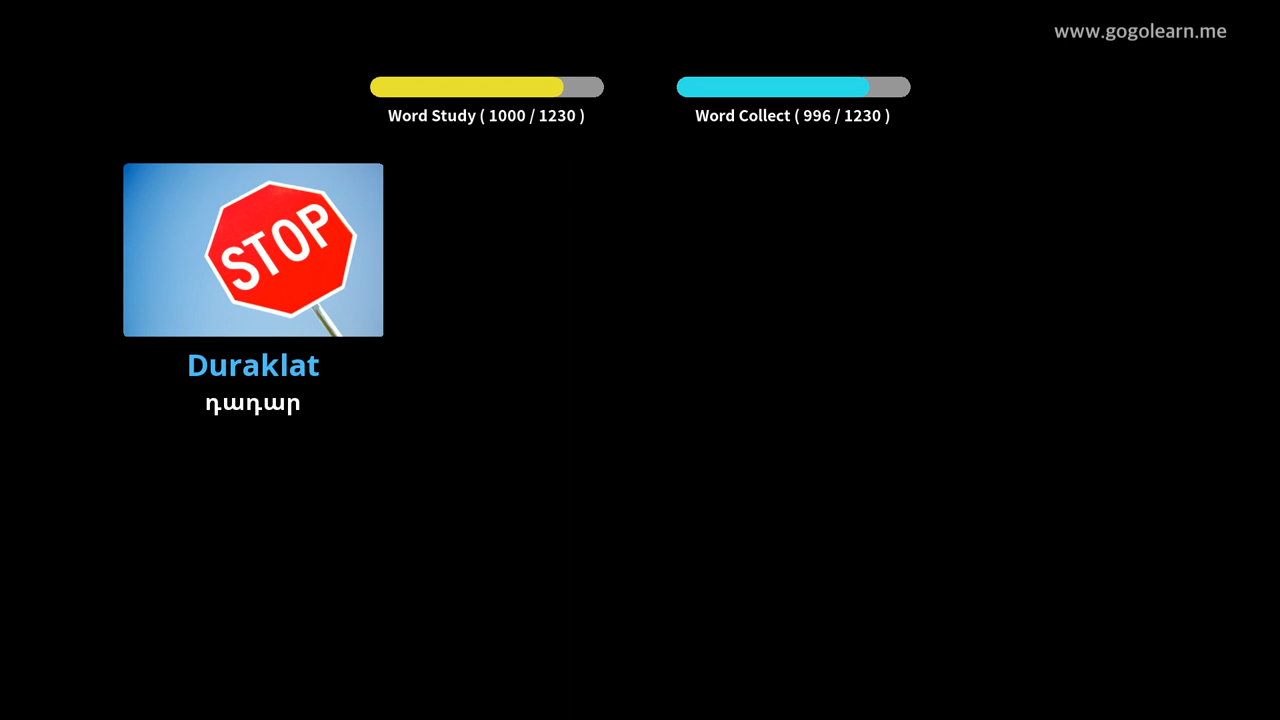 www.gogolearn.me
Word Study ( 1000 / 1230 )
Word Collect ( 996 / 1230 )
STOP
Duraklat
դադար